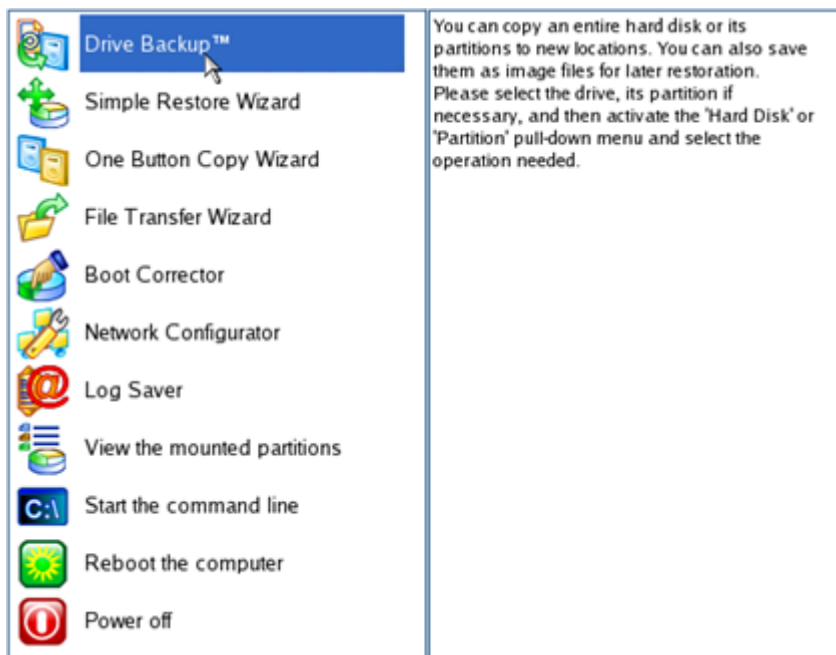 Drive Backup™
Simple Restore Wizard
One Button Copy Wizard
File Transfer Wizard
Boot Corrector
Network Configurator
Log Saver
View the mounted partitions
C:\
Start the command line
Reboot the computer
Power off
You can copy an entire hard disk or its
partitions to new locations. You can also save
them as image files for later restoration.
Please select the drive, its partition if
necessary, and then activate the 'Hard Disk' or
'Partition' pull-down menu and select the
operation needed.